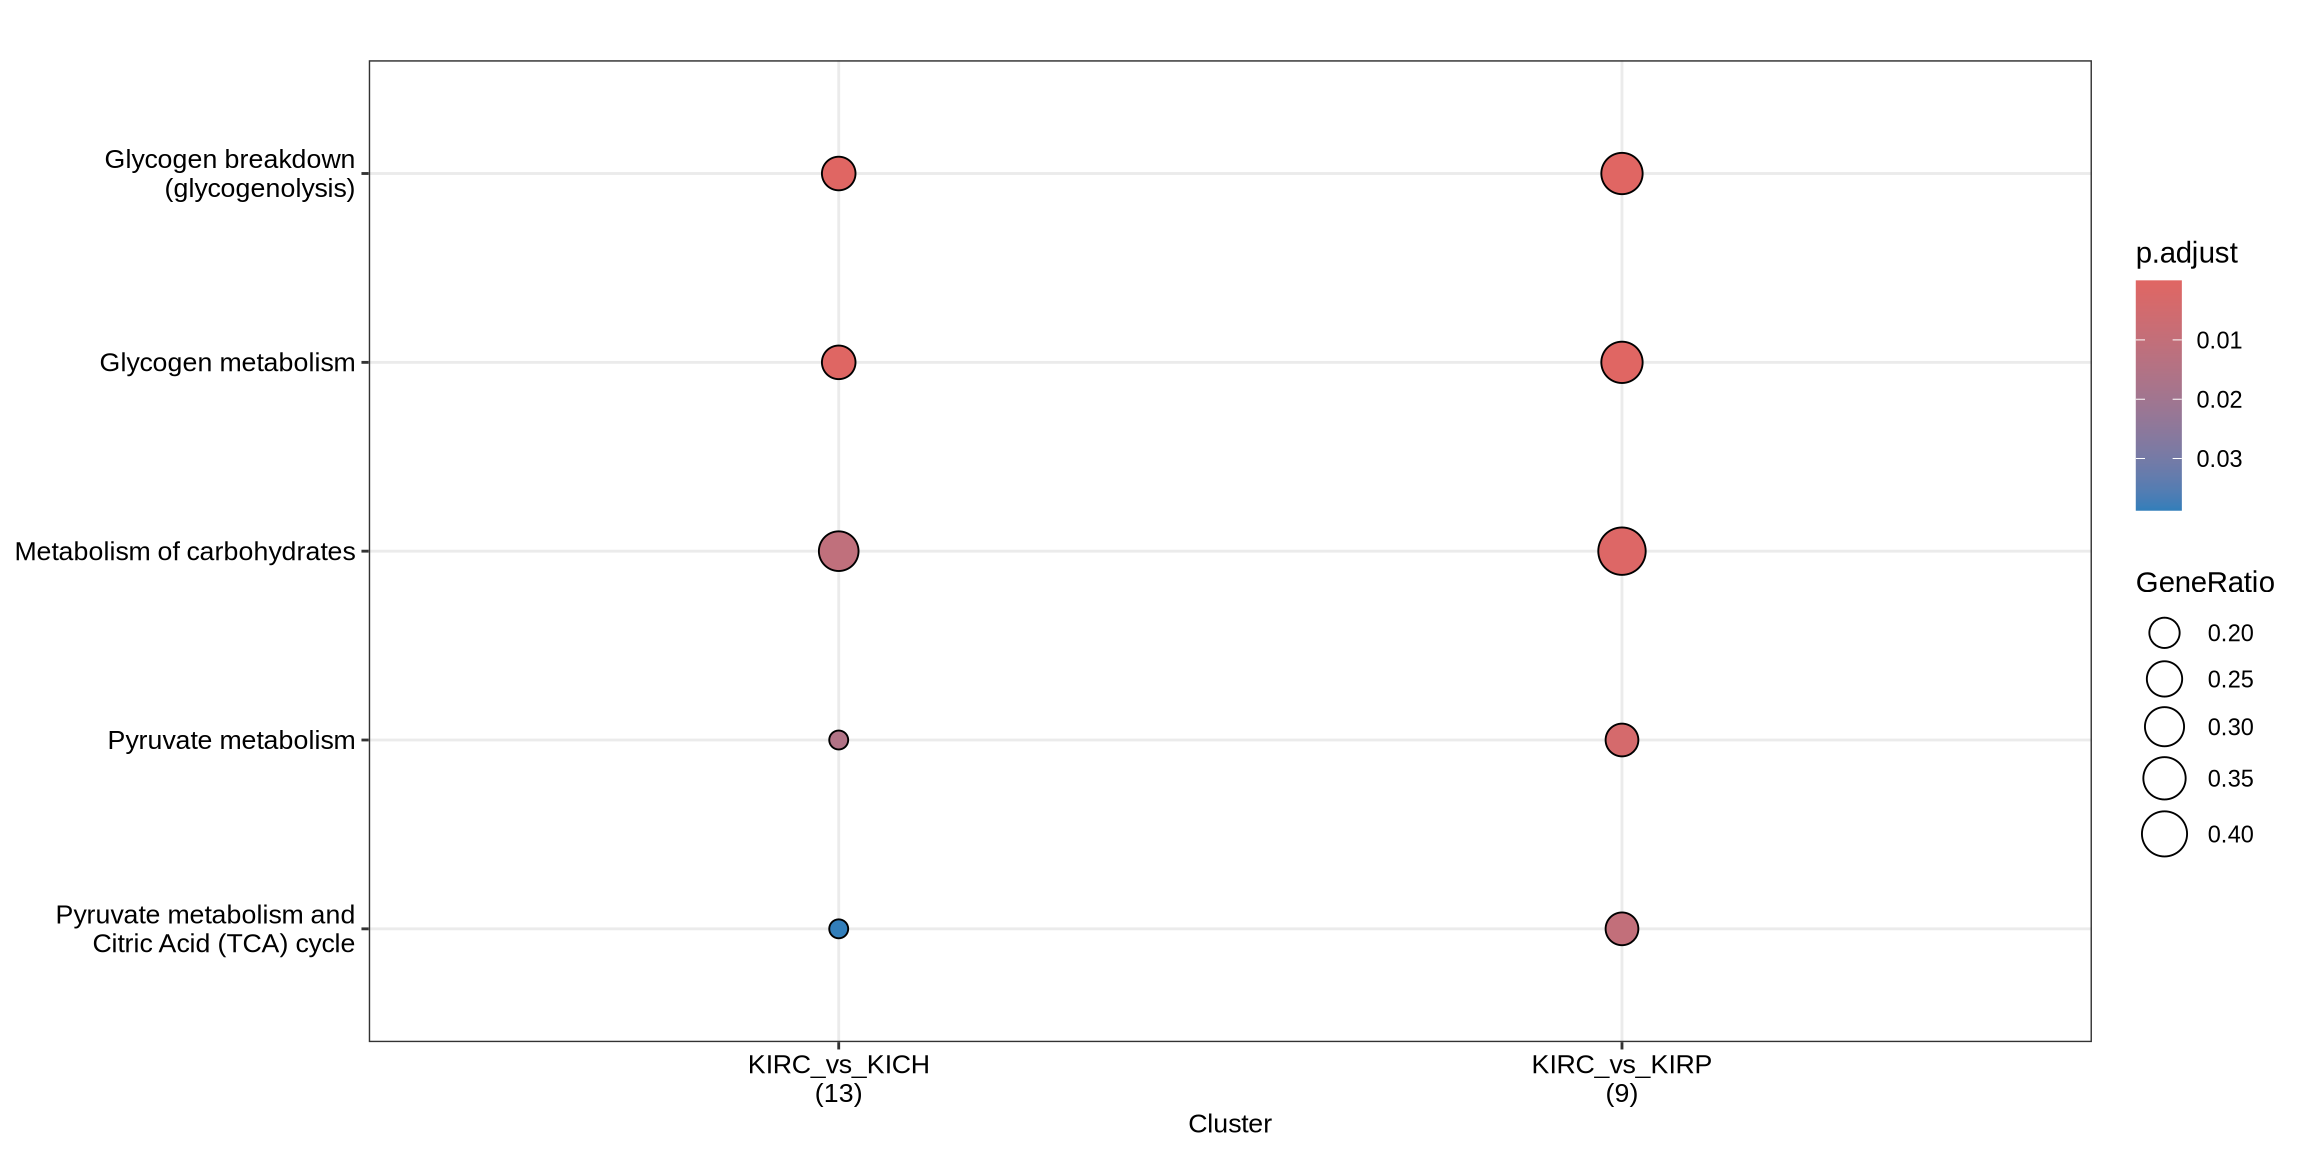 Glycogen breakdown
(glycogenolysis)
Glycogen metabolism
Metabolism of carbohydrates
Pyruvate metabolism
Pyruvate metabolism and
Citric Acid (TCA) cycle
KIRC_vs_KICH
(13)
KIRC_vs_KIRP
(9)
Cluster
p.adjust
0.01
0.02
0.03
GeneRatio
0.20
0.25
0.30
0.35
0.40